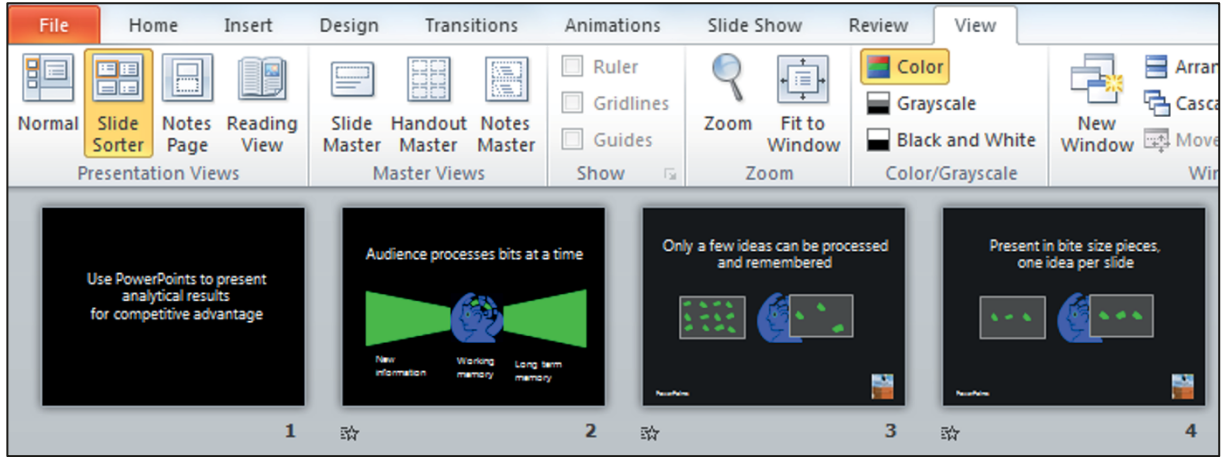 File Home Insert Design Transitions Animations Slide Show Review View
Normal Slide Sorter Notes Page Reading View
Presentation Views
Slide Master Handout Master Notes Master
Master Views
Ruler
Gridlines
Guides
Show
Zoom Fit to Window
Zoom
Color
Grayscale
Black and White
Color/Grayscale
New Window
Arran
Casca
Move
Wir
Use PowerPoints to present
analytical results
for competitive advantage
1
Audience processes bits at a time
New
information
Working
memory
Long term
memory
2
Only a few ideas can be processed
and remembered
3
Present in bite size pieces,
one idea per slide
4